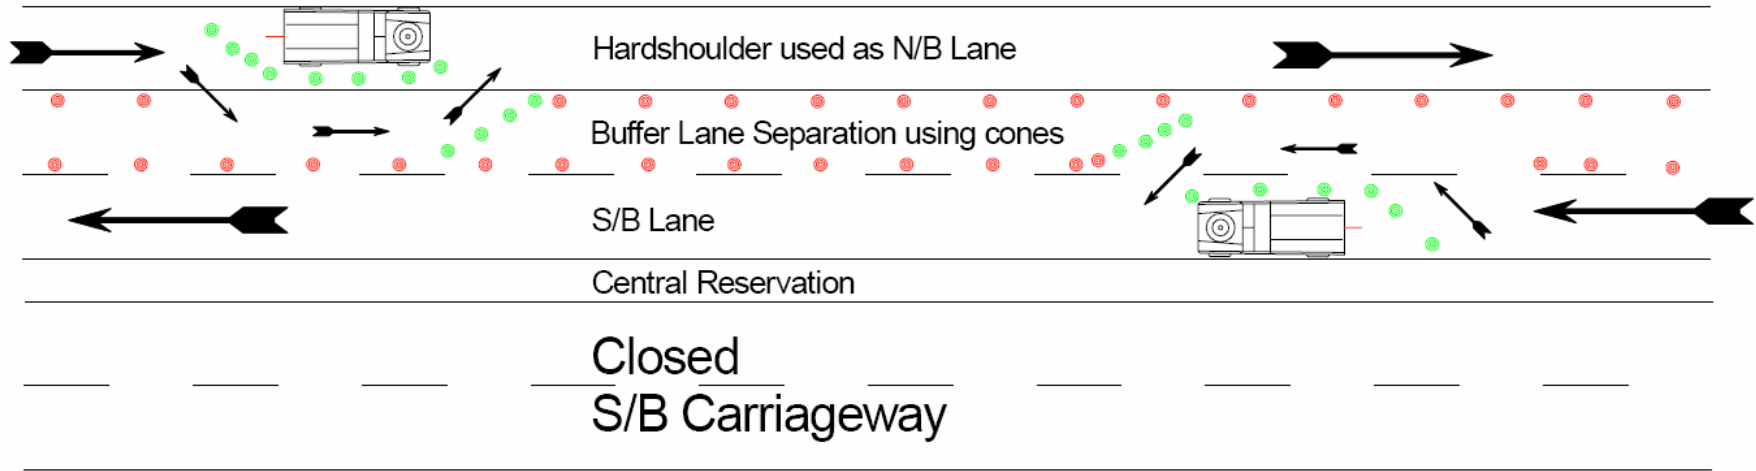 Hardshoulder used as N/B Lane
Buffer Lane Separation using cones
S/B Lane
Central Reservation
Closed
S/B Carriageway